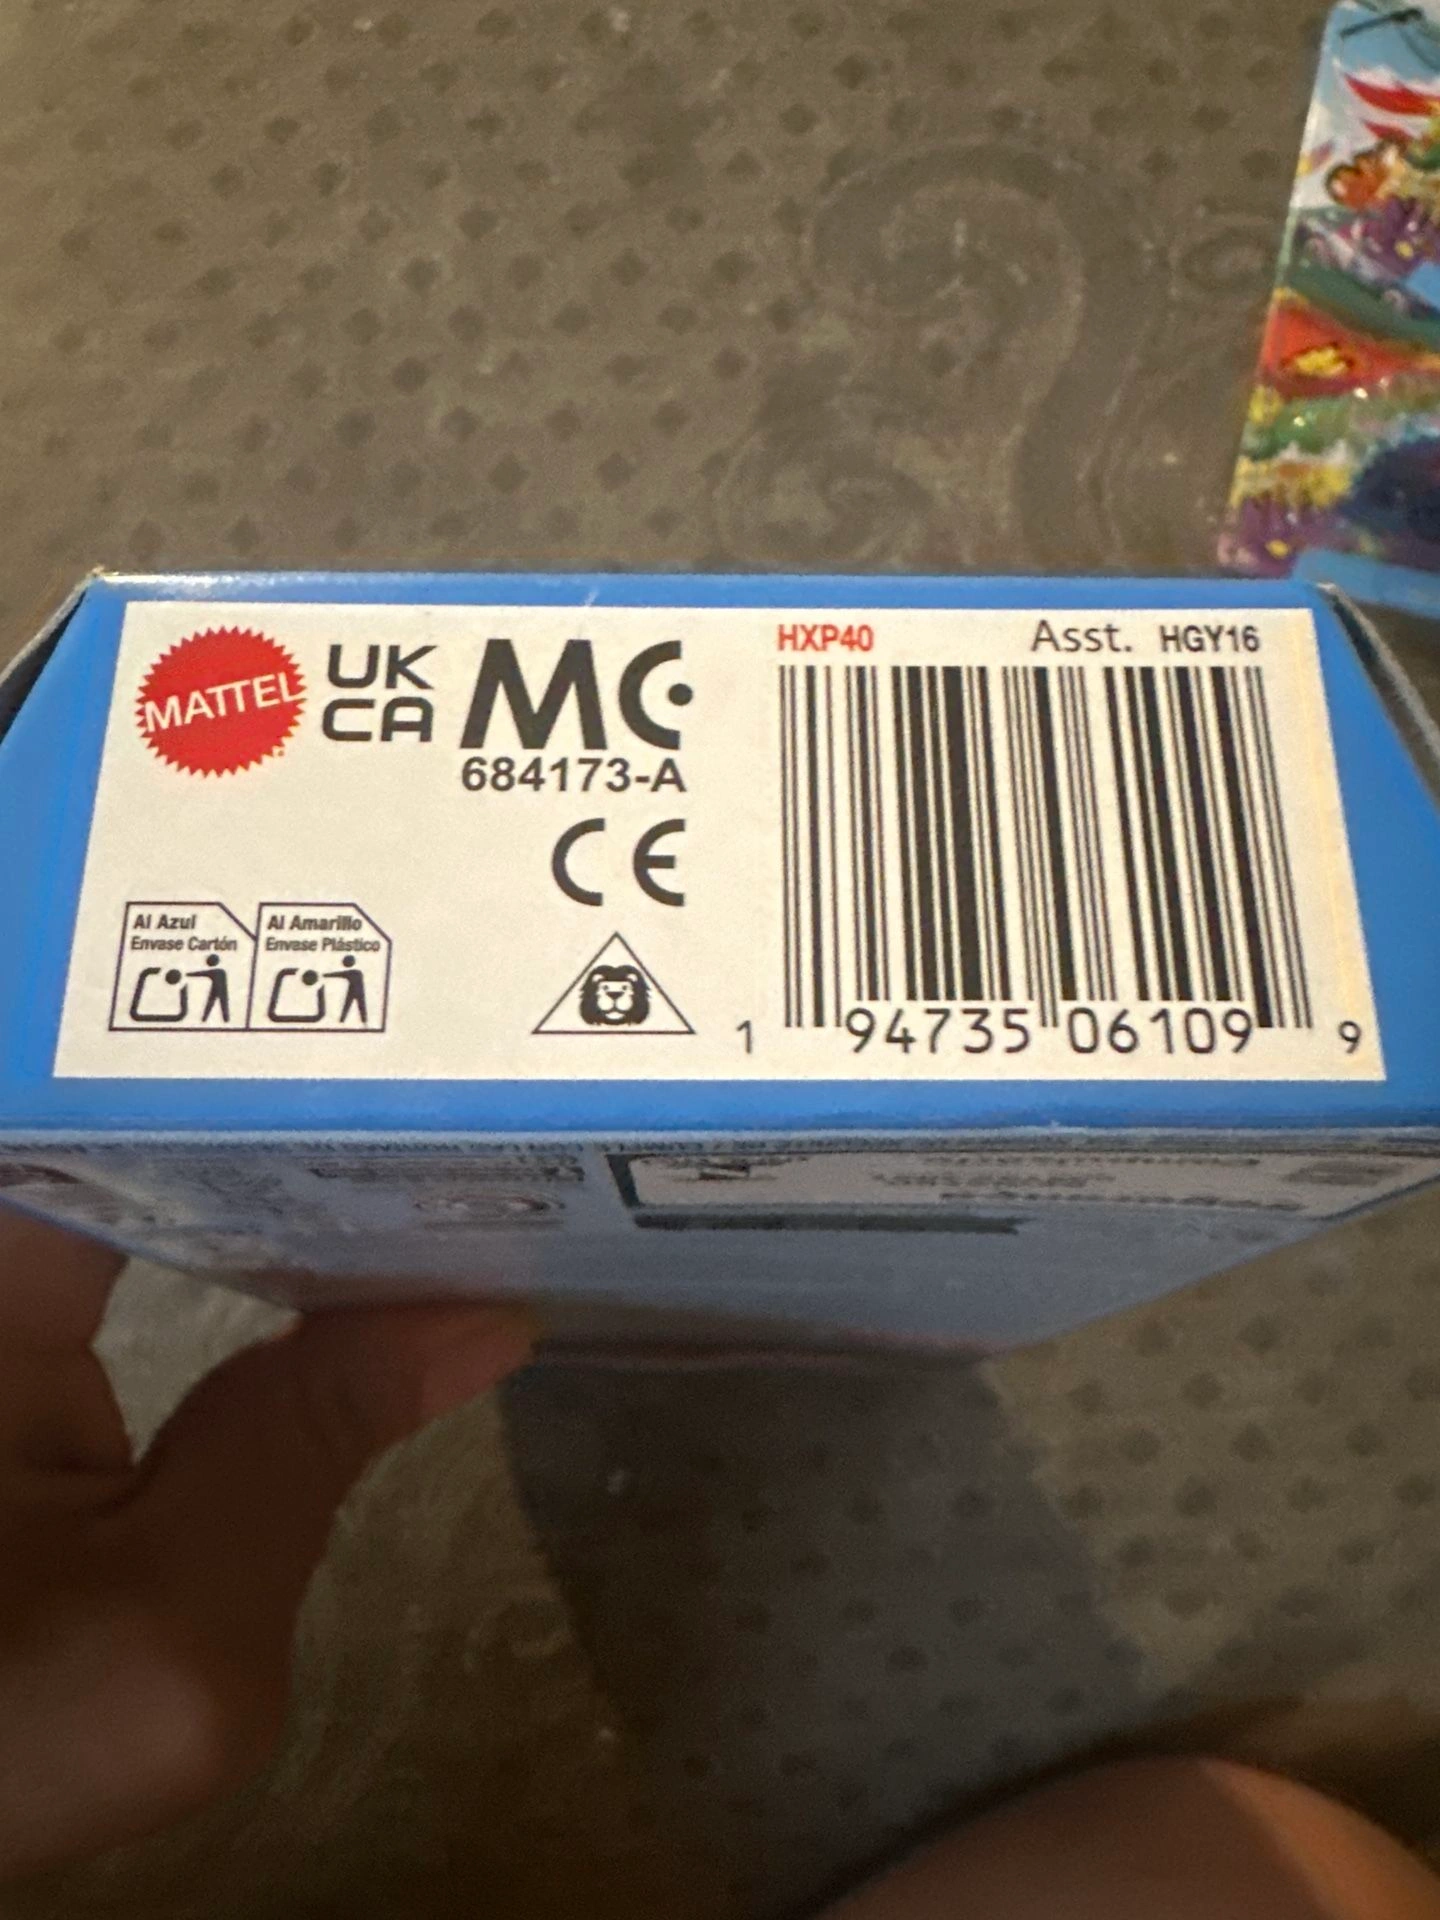 MATTEL
UK
CA
MC
684173-A
CE
Al Azul
Envase Cartón
Al Amarillo
Envase Plástico
HXP40 Asst. HGY16
1 94735 06109 9